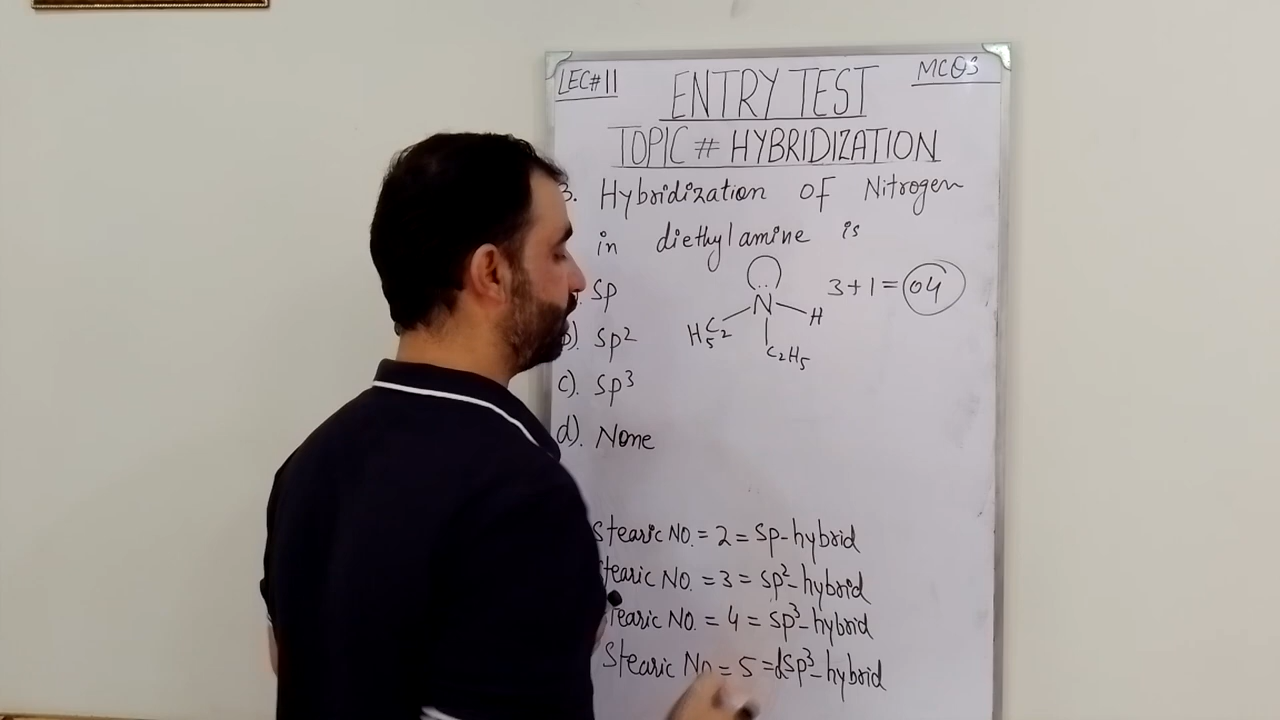 LEC#11
ENTRY TEST
MCQS
TOPIC # HYBRIDIZATION
3. Hybridization of Nitrogen
in diethylamine is
Sp
b). Sp²
c). Sp³
d). None
N
H
H5C2
C2H5
3+1=04
Stearic NO. = 2 = Sp-hybrid
Stearic NO. = 3 = Sp²-hybrid
tearic NO. = 4 = Sp³-hybrid
Stearic No = 5 = dSp³-hybrid